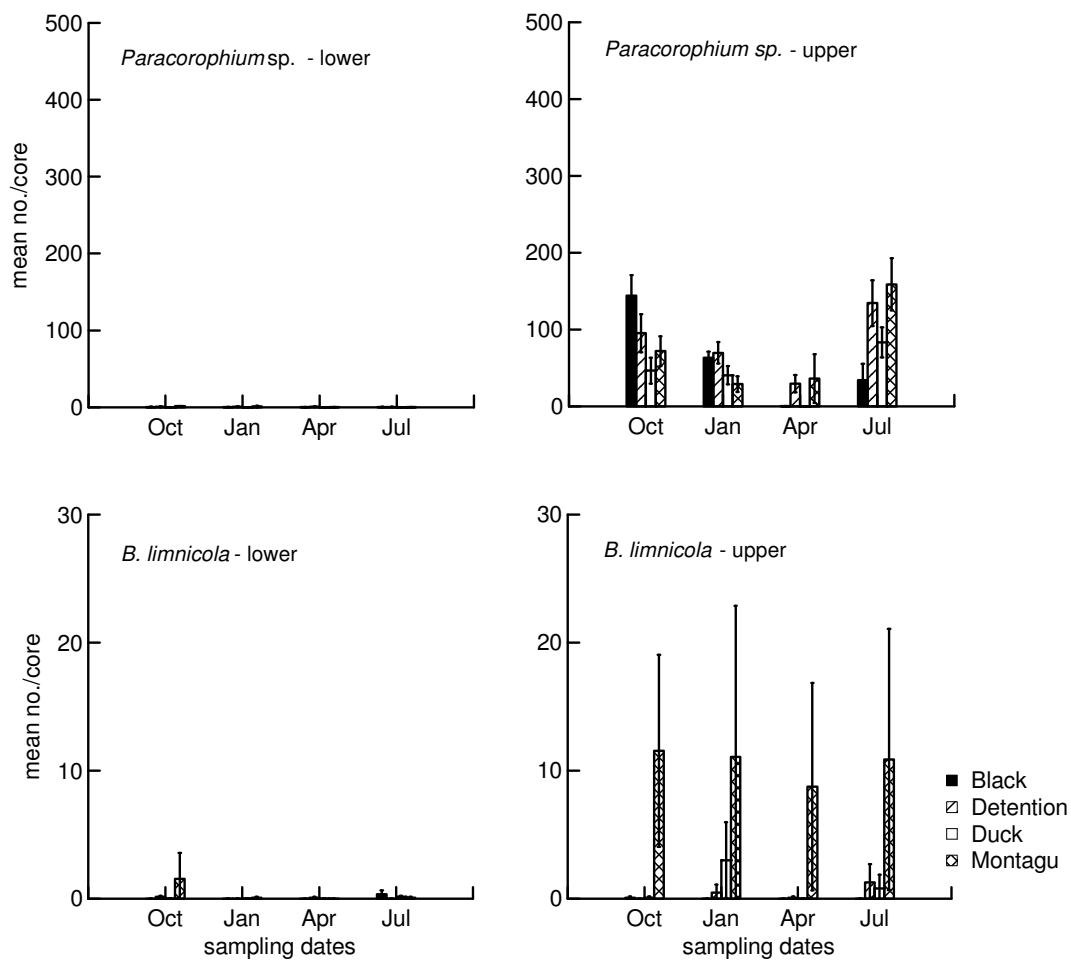 500
400
300
200
100
0
mean no./core
Paracorophium sp. - lower
Oct Jan Apr Jul
500
400
300
200
100
0
Paracorophium sp. - upper
Oct Jan Apr Jul
30
20
10
0
mean no./core
B. limnicola - lower
Oct Jan Apr Jul
sampling dates
30
20
10
0
B. limnicola - upper
Oct Jan Apr Jul
sampling dates
Black
Detention
Duck
Montagu